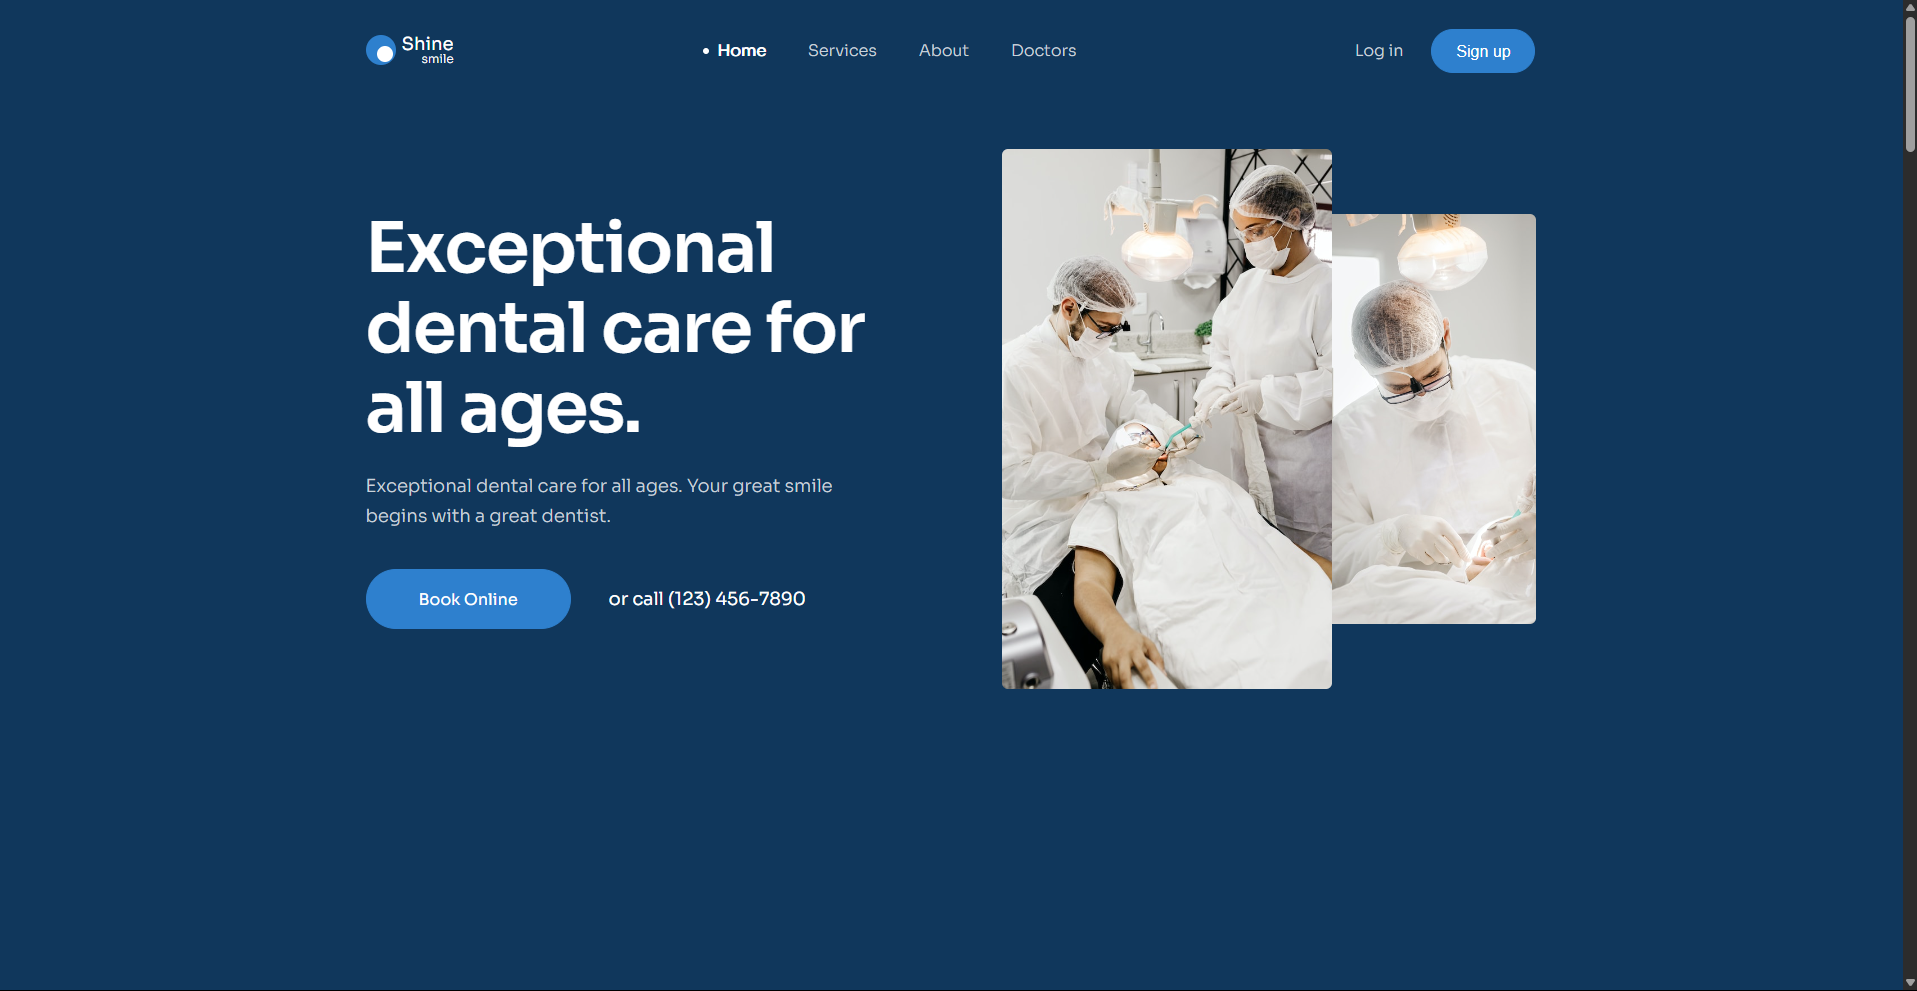 Shine
smile
Home
Services
About
Doctors
Log in
Sign up
Exceptional
dental care for
all ages.
Exceptional dental care for all ages. Your great smile
begins with a great dentist.
Book Online
or call (123) 456-7890